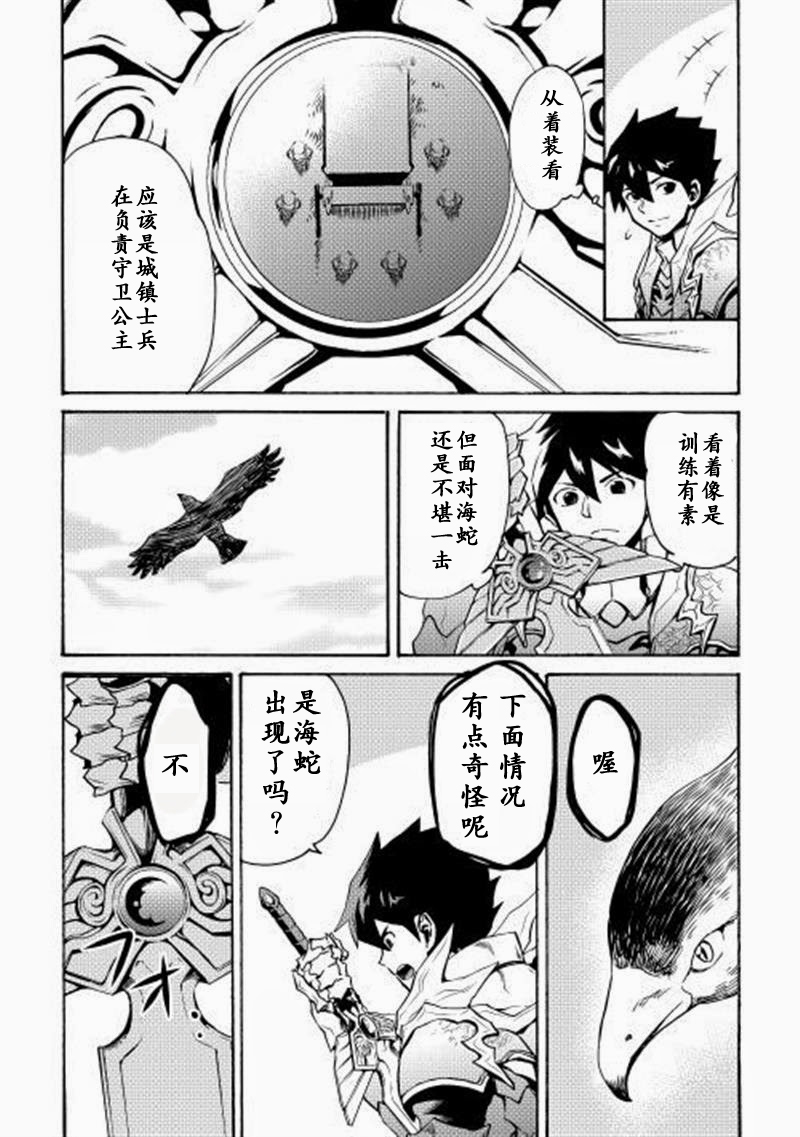 从着装看
应该是城镇士兵
在负责守卫公主
看着像是
训练有素
但面对海蛇
还是不堪一击
喔
下面情况
有点奇怪呢
是海蛇
出现了吗？
不
フォ